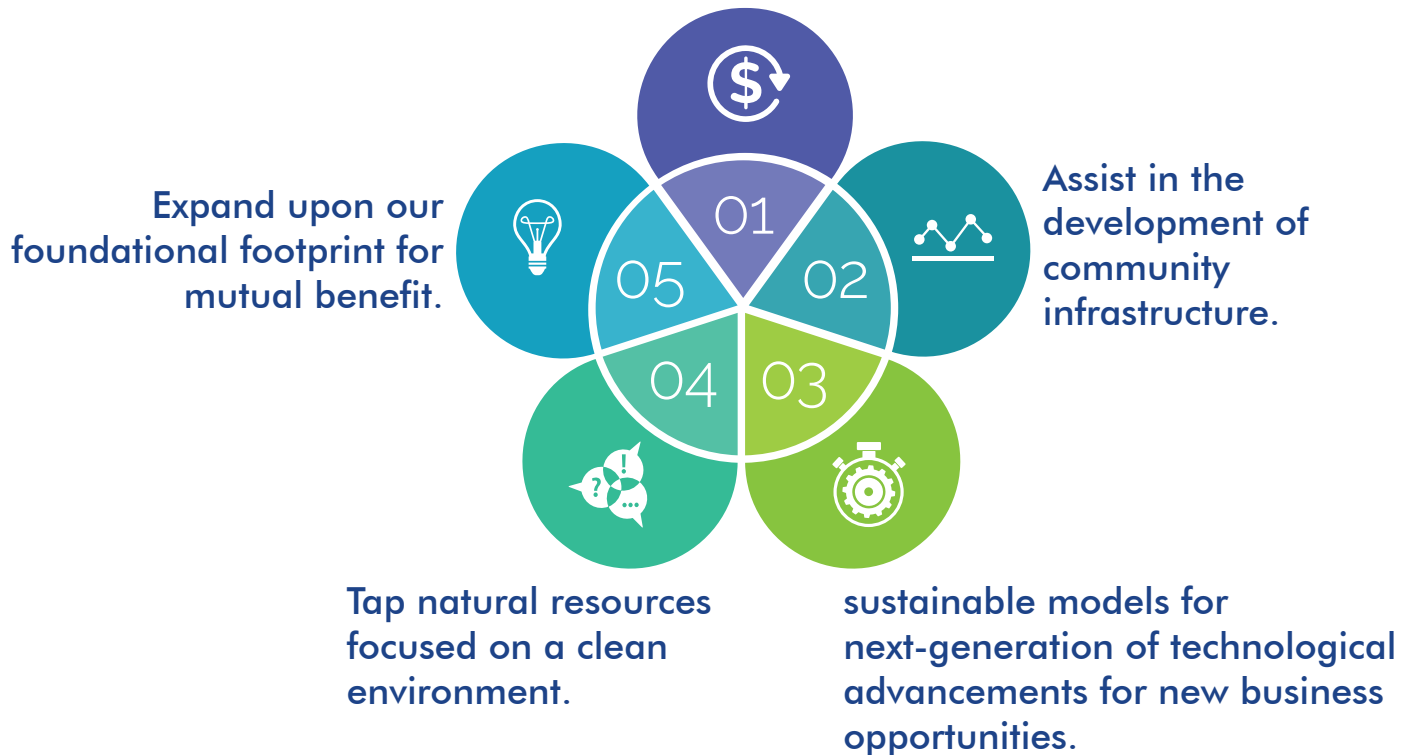 $
01
02
Assist in the
development of
community
infrastructure.
03
sustainable models for
next-generation of technological
advancements for new business
opportunities.
04
? ! ...
Tap natural resources
focused on a clean
environment.
05
Expand upon our
foundational footprint for
mutual benefit.